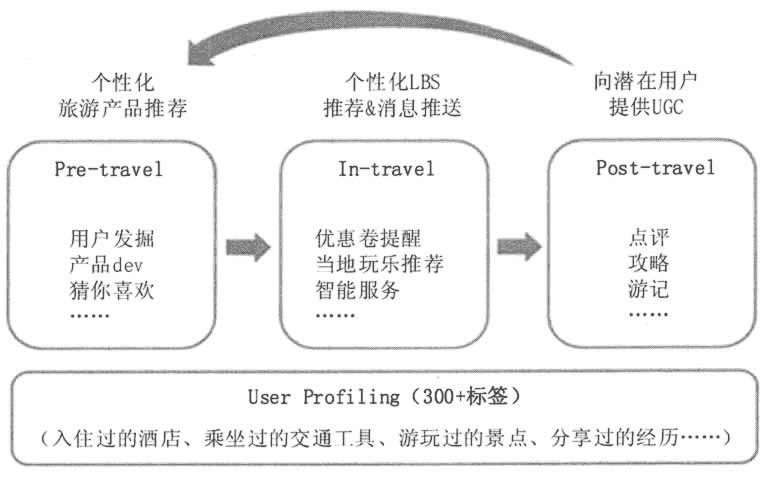 个性化
旅游产品推荐
个性化LBS
推荐&消息推送
向潜在用户
提供UGC
Pre-travel
用户发掘
产品dev
猜你喜欢
……
In-travel
优惠卷提醒
当地玩乐推荐
智能服务
……
Post-travel
点评
攻略
游记
……
User Profiling（300+标签）
（入住过的酒店、乘坐过的交通工具、游玩过的景点、分享过的经历……）